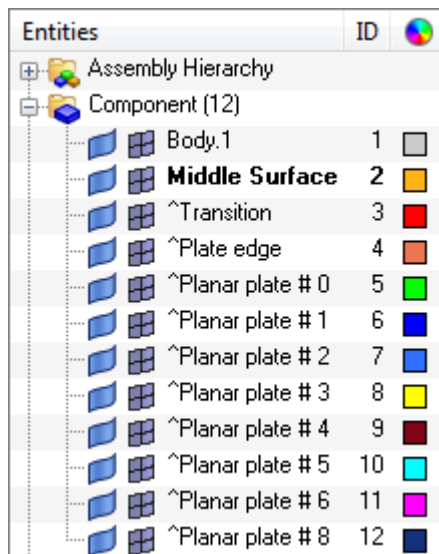 Entities ID
Assembly Hierarchy
Component (12)
Body.1 1
Middle Surface 2
^Transition 3
^Plate edge 4
^Planar plate # 0 5
^Planar plate # 1 6
^Planar plate # 2 7
^Planar plate # 3 8
^Planar plate # 4 9
^Planar plate # 5 10
^Planar plate # 6 11
^Planar plate # 8 12